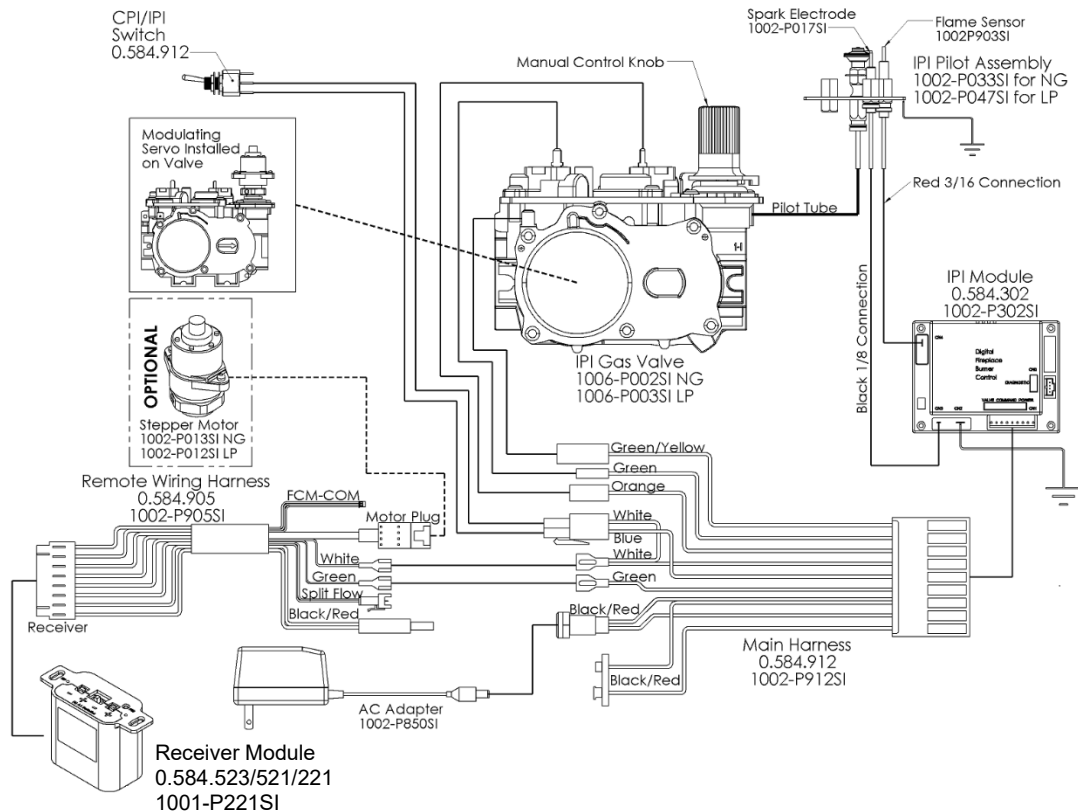 CPI/IPI
Switch
0.584.912
Spark Electrode
1002-P017SI
Flame Sensor
1002P903SI
IPI Pilot Assembly
1002-P033SI for NG
1002-P047SI for LP
Manual Control Knob
Modulating
Servo Installed
on Valve
Red 3/16 Connection
Pilot Tube
1-1
IPI Module
0.584.302
1002-P302SI
Black 1/8 Connection
Digital
Fireplace
Burner
Control
DIAGNOSTIC
VALVE COMMAND POWER
OPTIONAL
Stepper Motor
1002-P013SI NG
1002-P012SI LP
IPI Gas Valve
1006-P002SI NG
1006-P003SI LP
Green/Yellow
Green
Orange
White
Blue
White
Green
Black/Red
Black/Red
Remote Wiring Harness
0.584.905
1002-P905SI
FCM-COM
Motor Plug
White
Green
Split Flow
Black/Red
Receiver
Main Harness
0.584.912
1002-P912SI
AC Adapter
1002-P850SI
Receiver Module
0.584.523/521/221
1001-P221SI